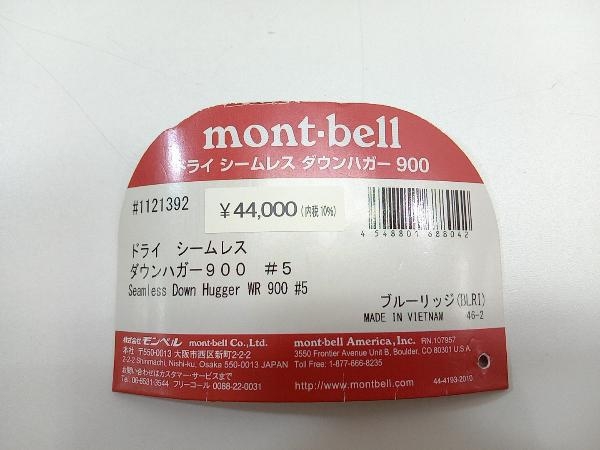 mont-bell
ドライ シームレス ダウンハガー 900
#1121392
¥44,000(内税10%)
4 548801 688042
ドライ シームレス
ダウンハガー900 #5
Seamless Down Hugger WR 900 #5
ブルーリッジ(BLRI)
MADE IN VIETNAM 46-2
株式会社モンベル mont-bell Co.,Ltd.
本社 〒550-0013 大阪市西区新町2-2-2
2-2-2 Shinmachi, Nishi-ku, Osaka 550-0013 JAPAN
お問い合わせはカスタマー・サービスまで
Tel: 06-6531-3544 フリーコール 0088-22-0031
mont-bell America, Inc. RN.107957
3550 Frontier Avenue Unit B, Boulder, CO 80301 U.S.A.
Toll Free: 1-877-666-8235
http://www.montbell.com/
44-4193-2010